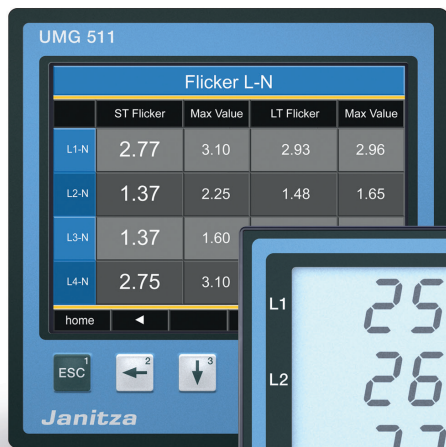 UMG 511
Flicker L-N
ST Flicker Max Value LT Flicker Max Value
L1-N 2.77 3.10 2.93 2.96
L2-N 1.37 2.25 1.48 1.65
L3-N 1.37 1.60
L4-N 2.75 3.10
home
ESC 1 2 3
Janitza
L1 25
L2 26